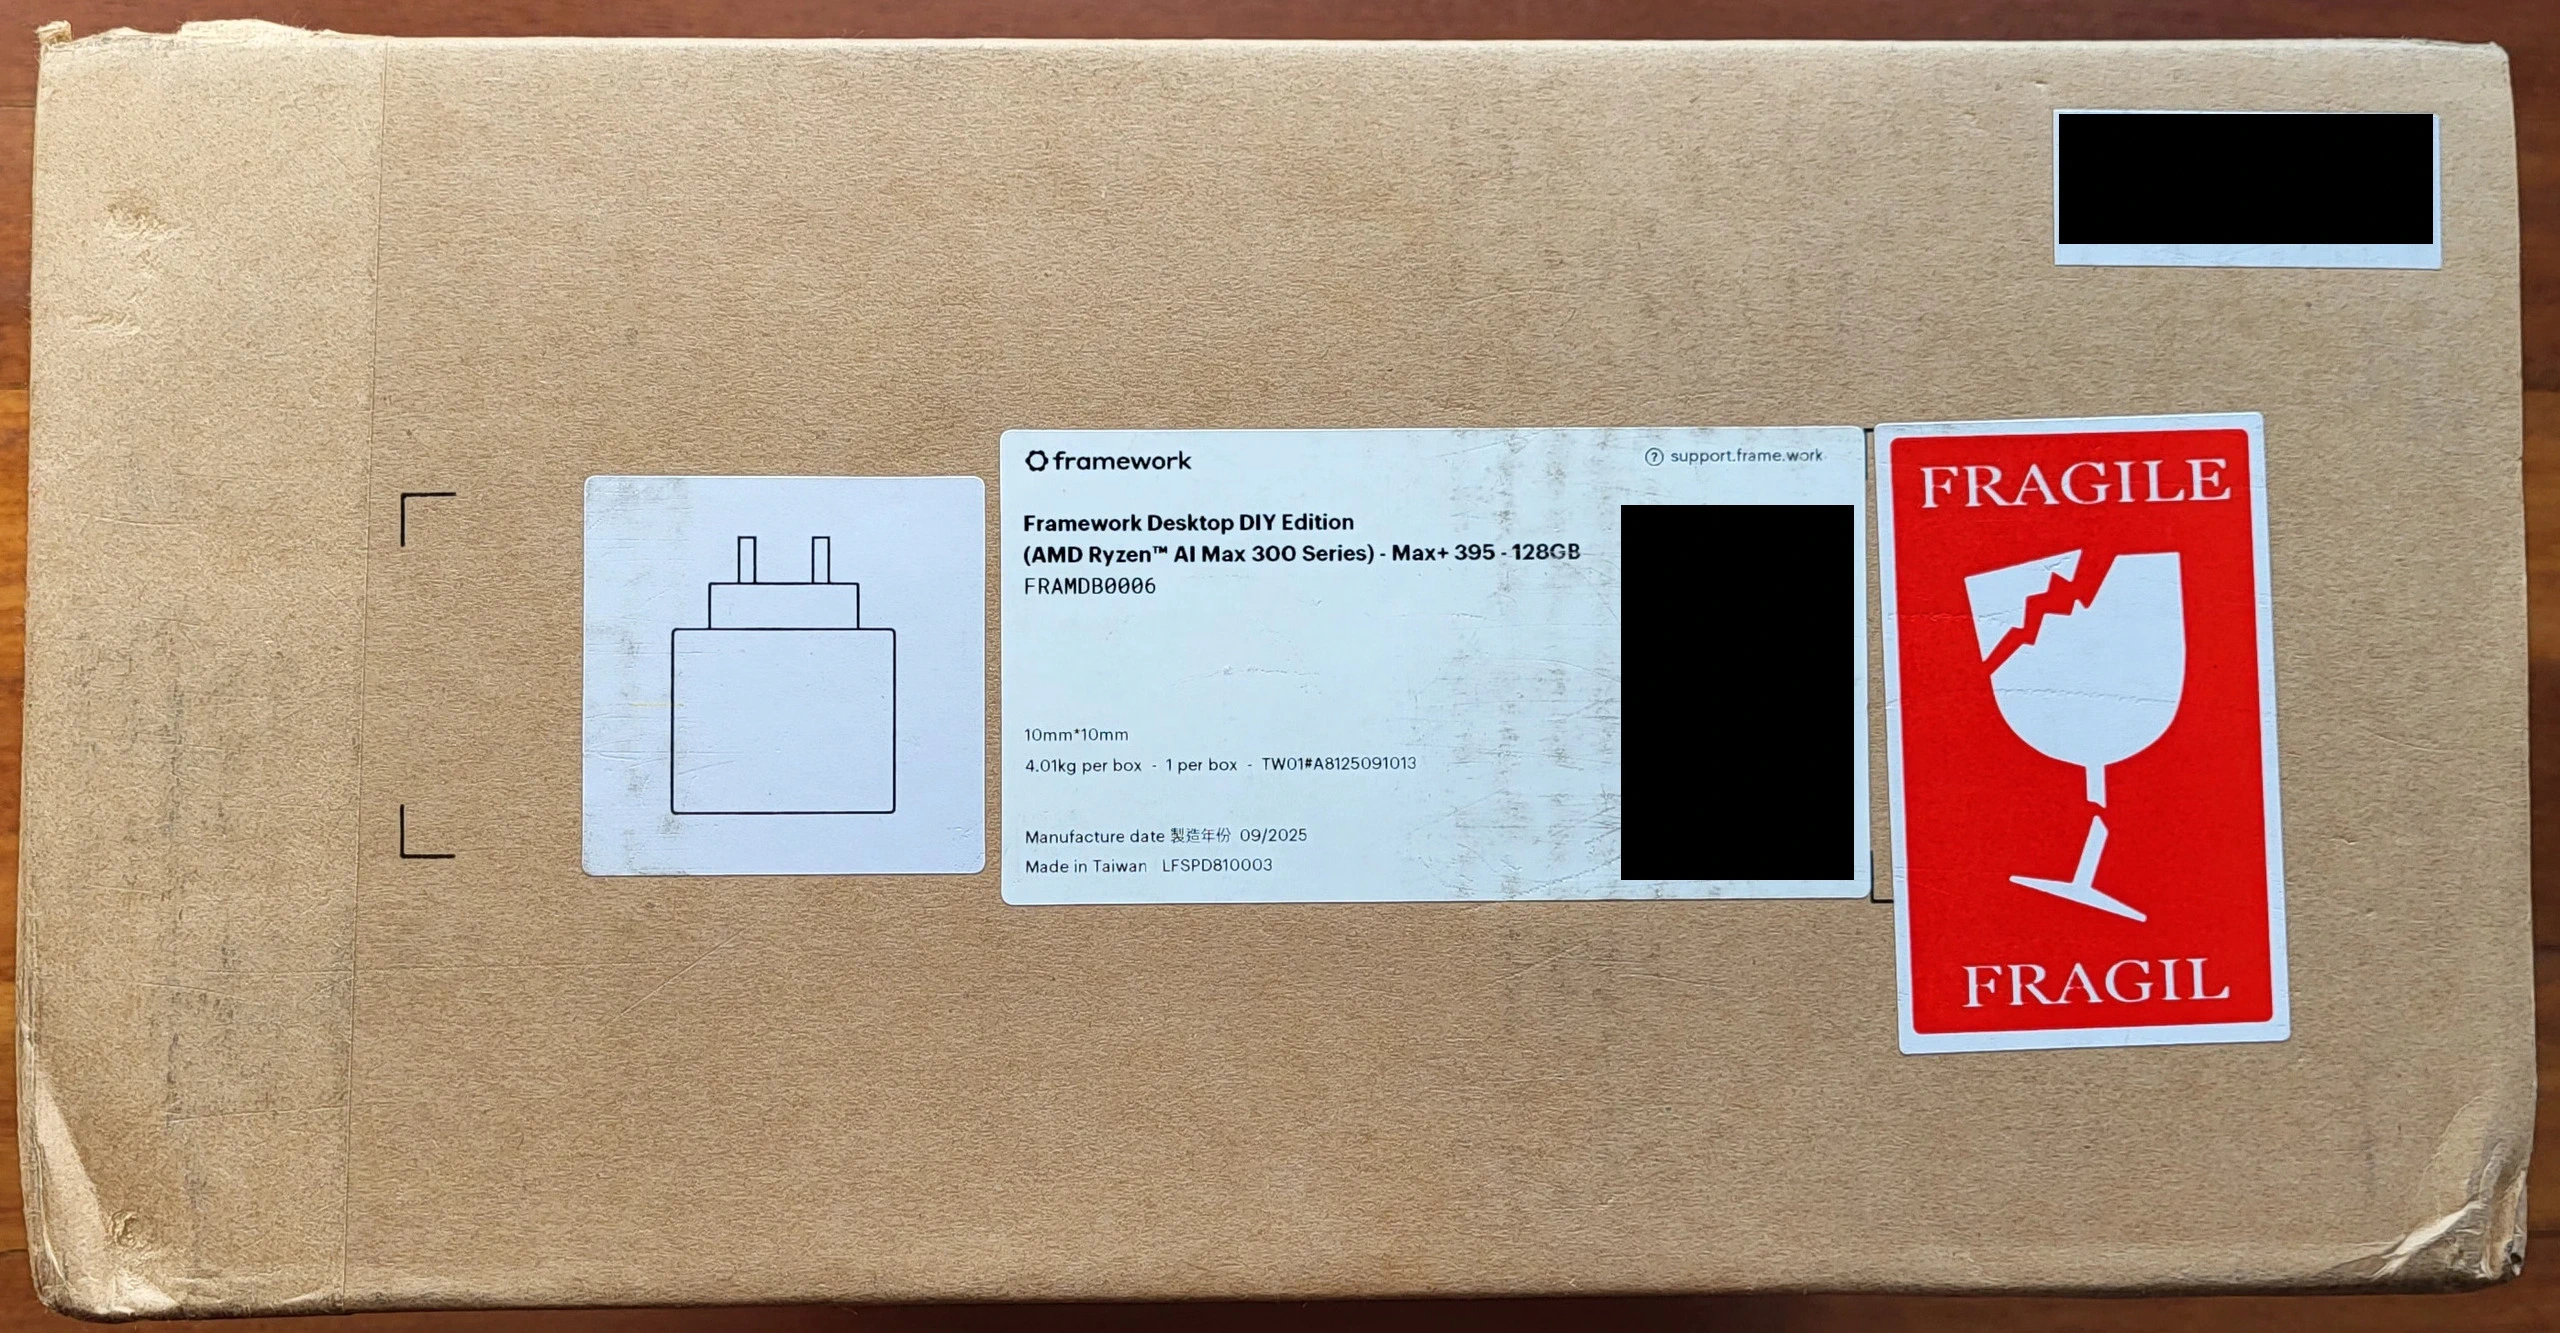 framework
support.frame.work
Framework Desktop DIY Edition
(AMD Ryzen™ AI Max 300 Series) - Max+ 395 - 128GB
FRAMDB0006
10mm*10mm
4.01kg per box - 1 per box - TW01#A8125091013
Manufacture date 製造年份 09/2025
Made in Taiwan LFSPD810003
FRAGILE
FRAGIL